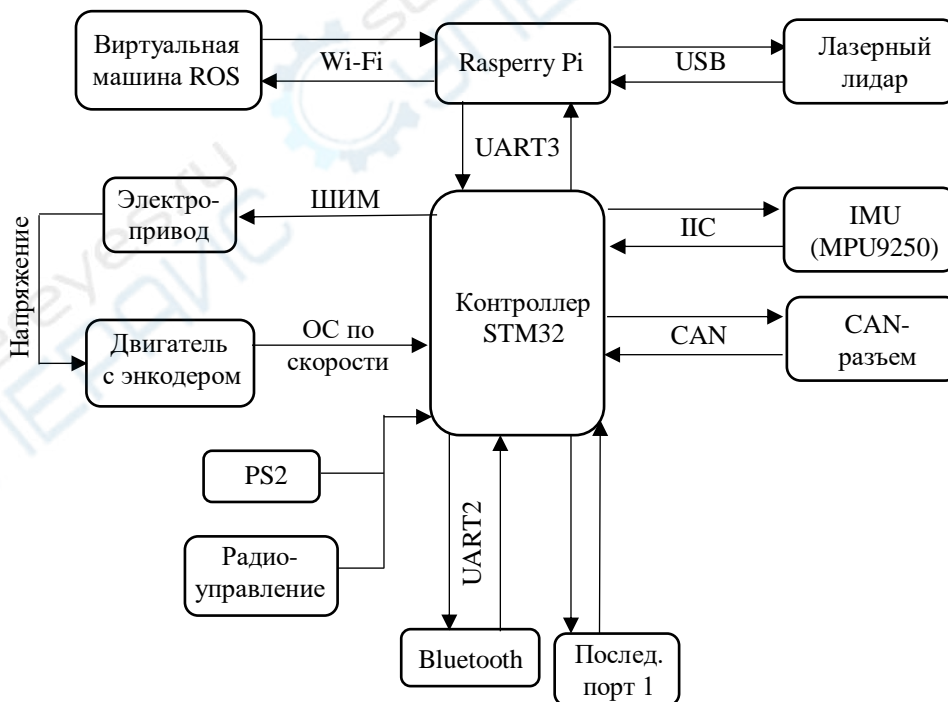 Виртуальная
машина ROS
Wi-Fi
Rasperry Pi
USB
Лазерный
лидар
UART3
Электро-
привод
ШИМ
IIC
IMU
(MPU9250)
Напряжение
Контроллер
STM32
Двигатель
с энкодером
ОС по
скорости
CAN
CAN-
разъем
PS2
Радио-
управление
UART2
Bluetooth
Послед.
порт 1